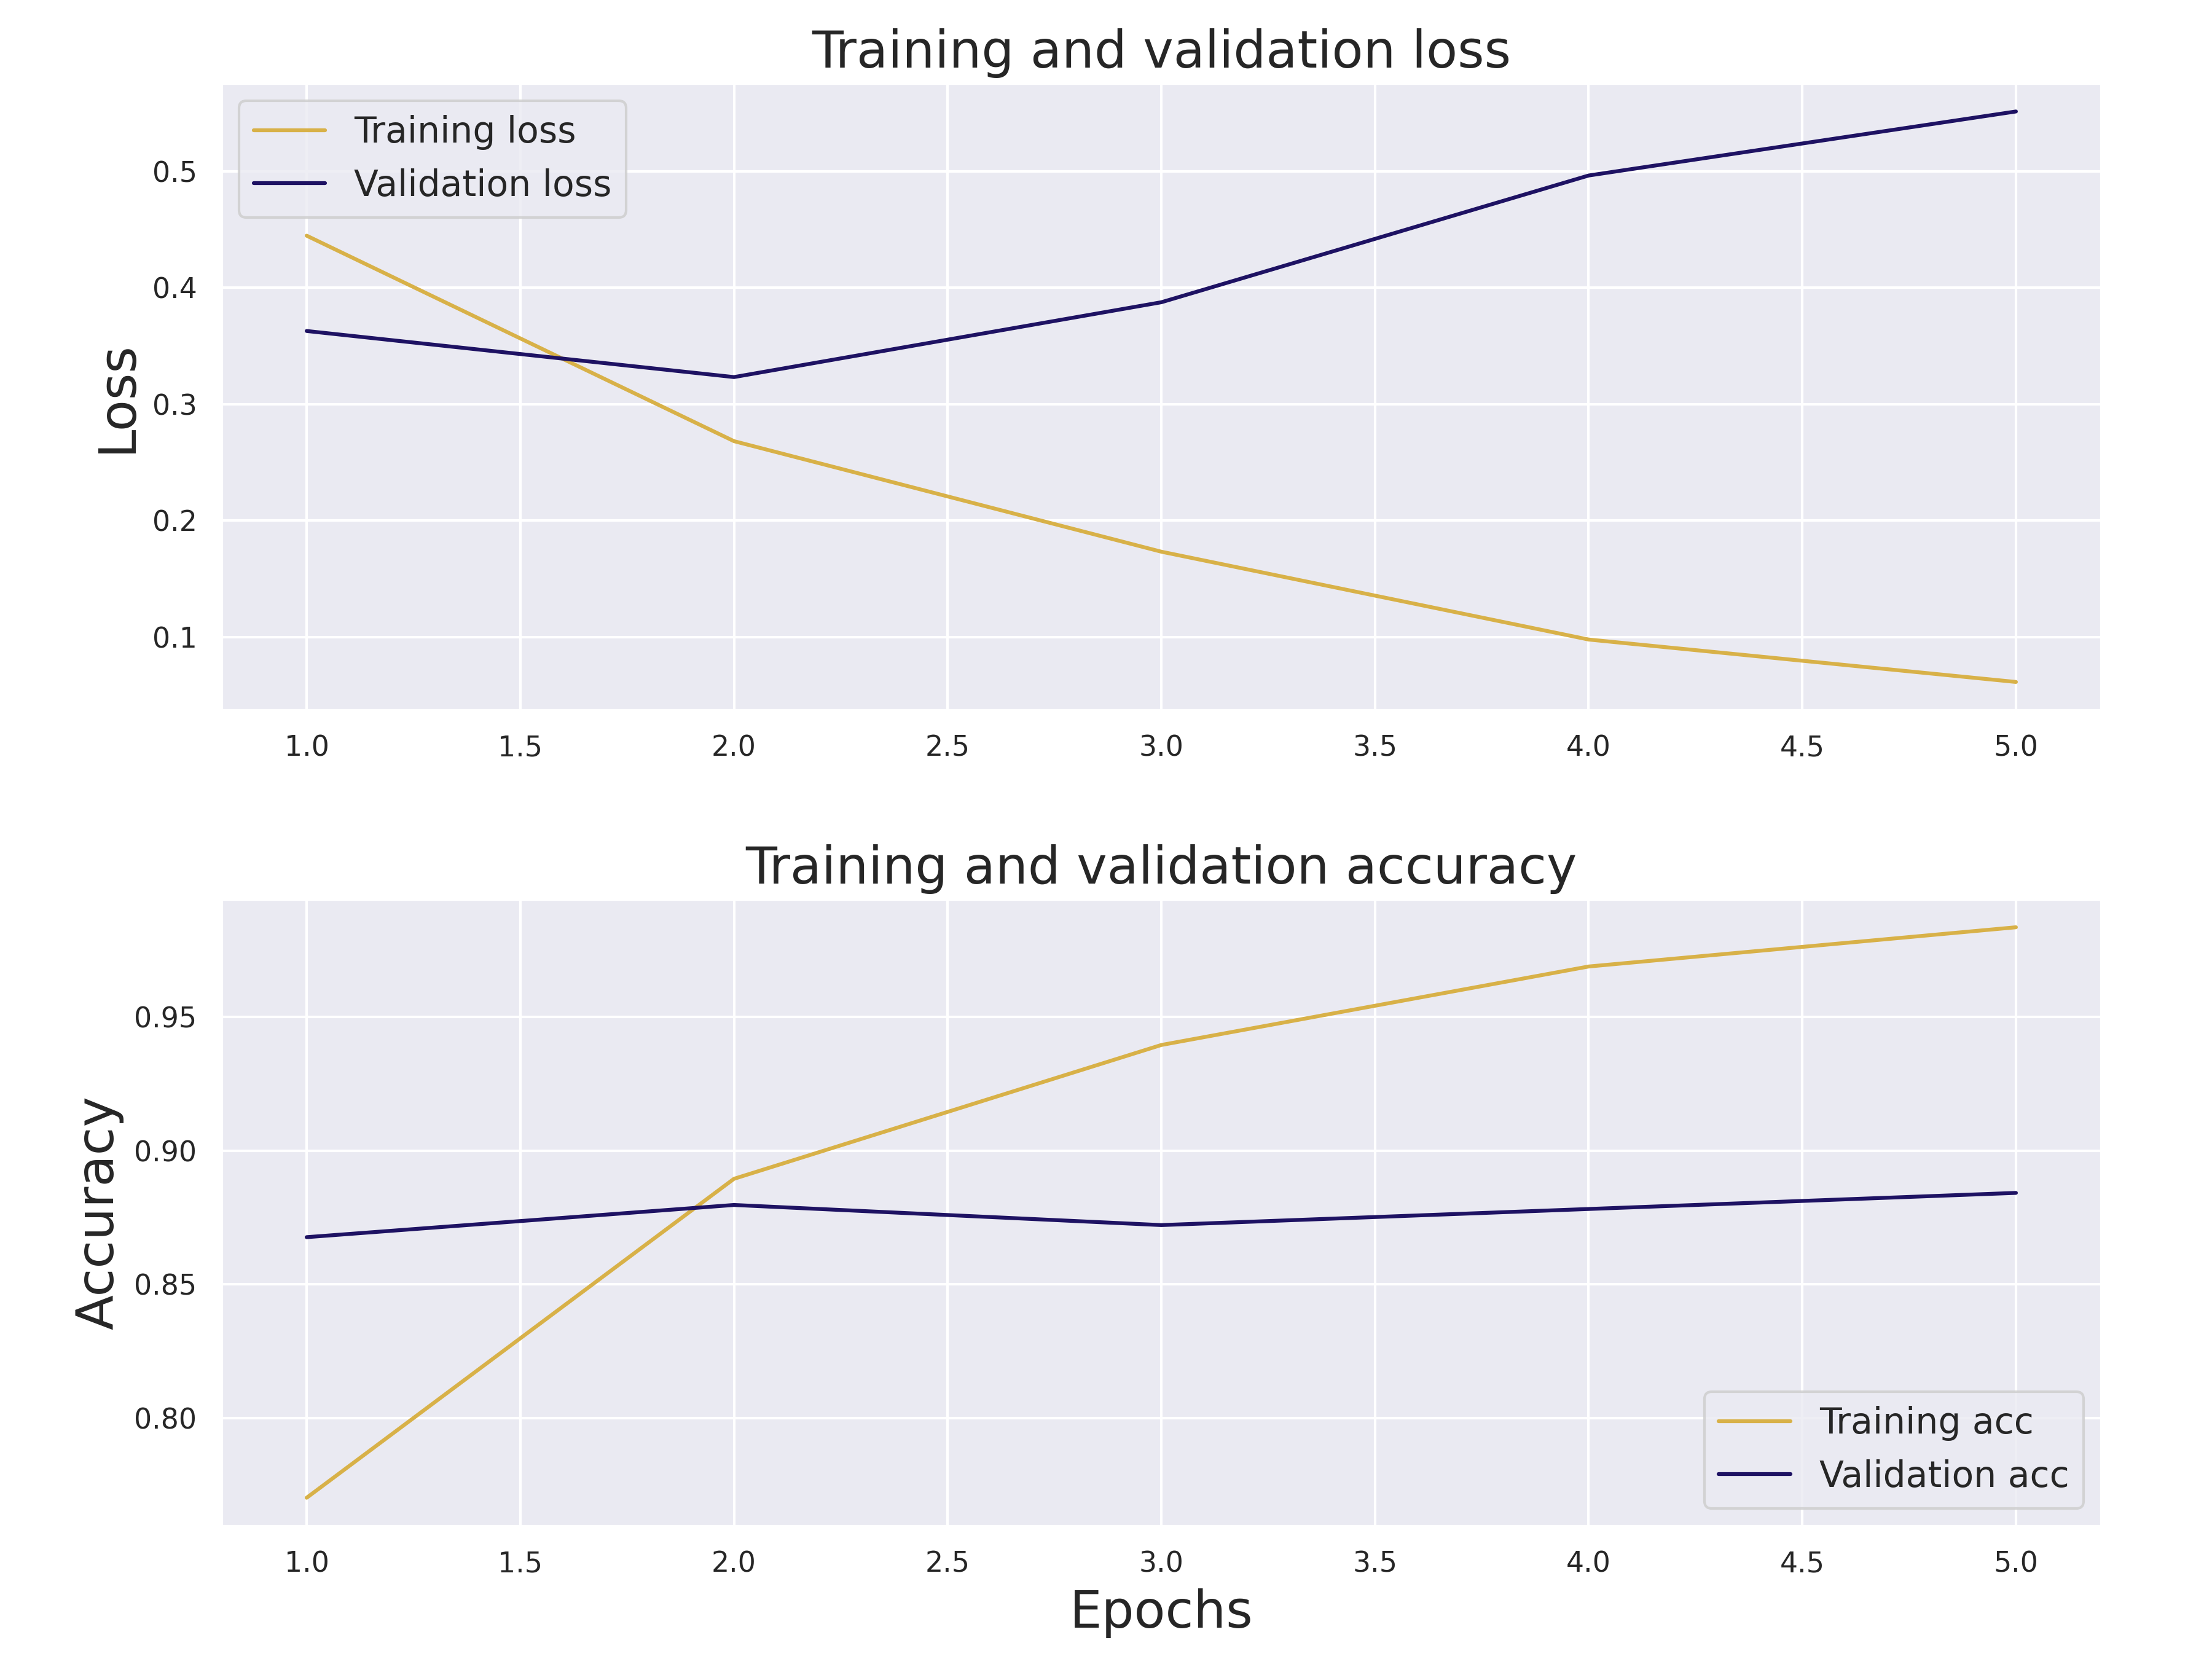 Training and validation loss
Training loss
Validation loss
Loss
0.5
0.4
0.3
0.2
0.1
1.0 1.5 2.0 2.5 3.0 3.5 4.0 4.5 5.0
Training and validation accuracy
Accuracy
0.95
0.90
0.85
0.80
Training acc
Validation acc
1.0 1.5 2.0 2.5 3.0 3.5 4.0 4.5 5.0
Epochs